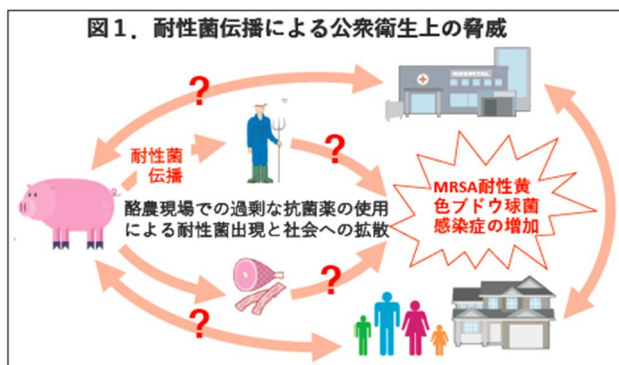 図1. 耐性菌伝播による公衆衛生上の脅威
HOSPITAL
?
耐性菌
伝播
?
MRSA耐性黄
色ブドウ球菌
感染症の増加
酪農現場での過剰な抗菌薬の使用
による耐性菌出現と社会への拡散
?
?